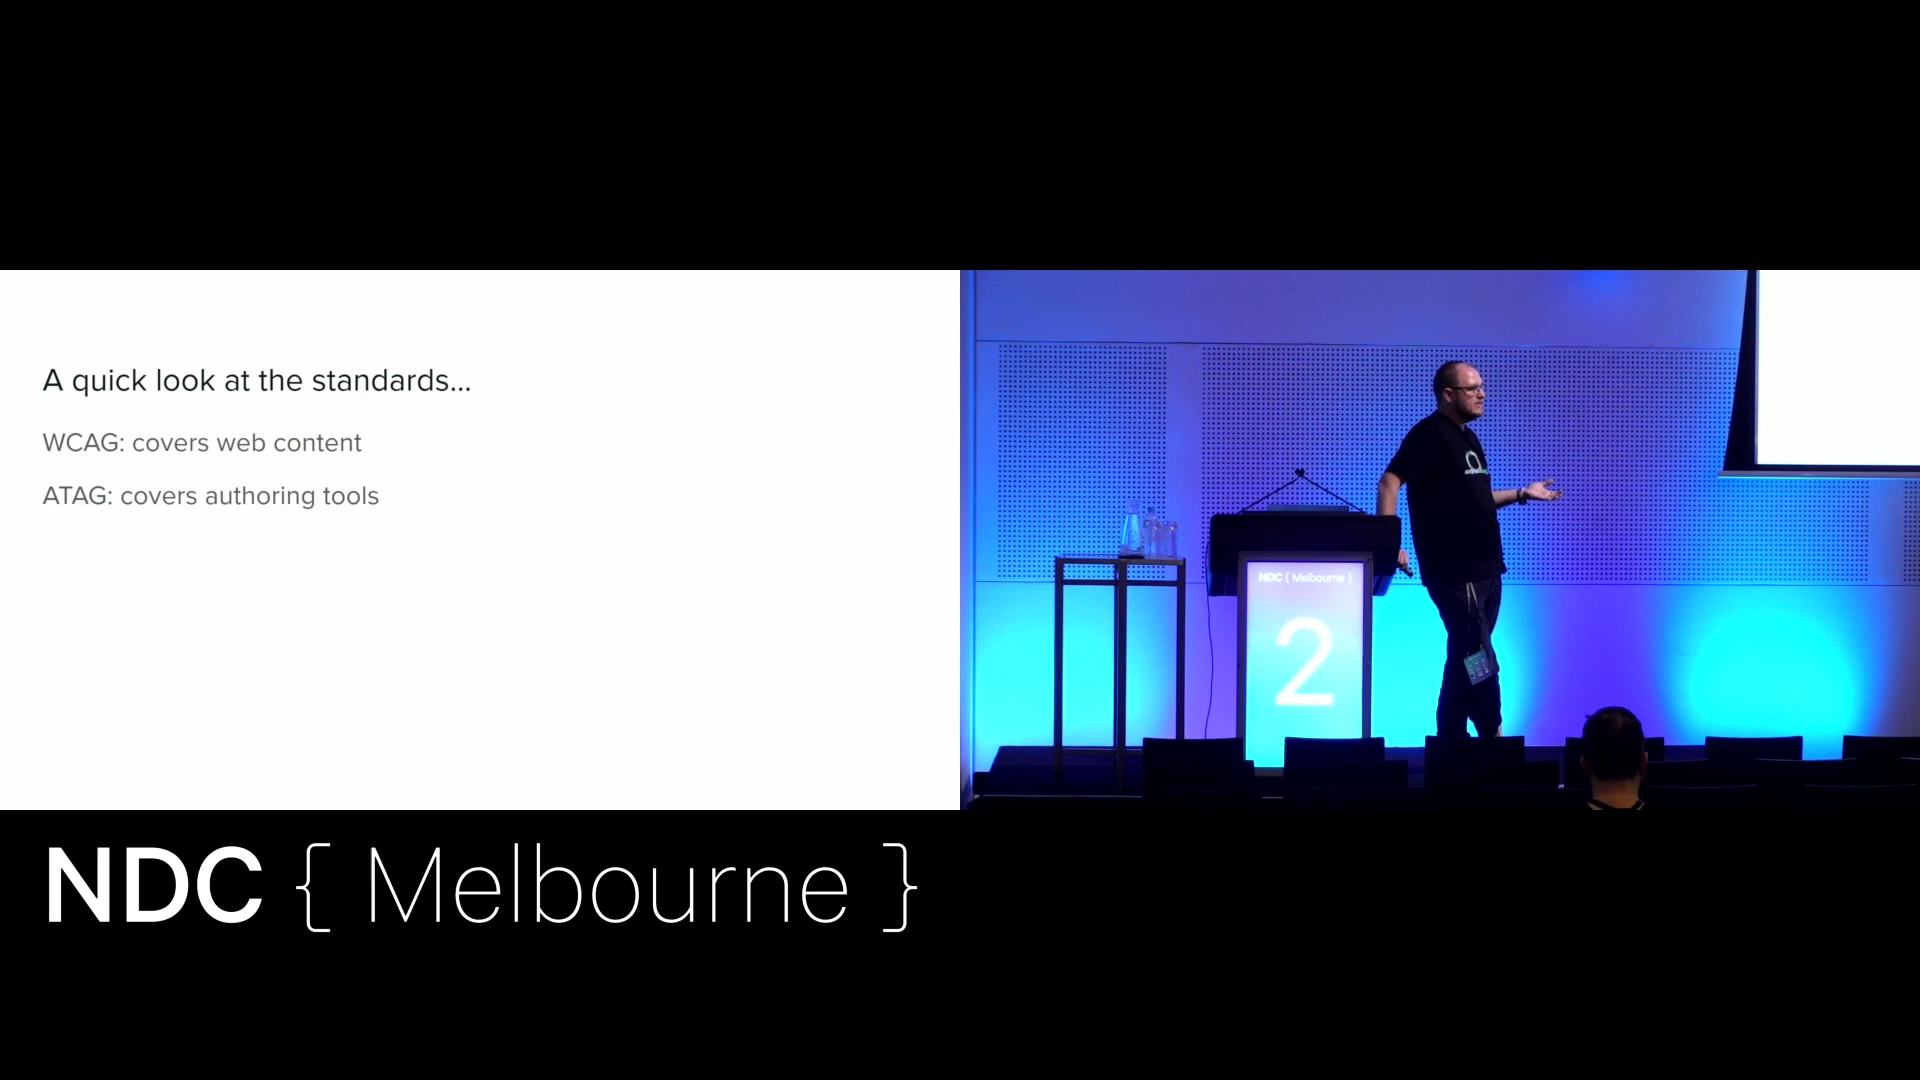 A quick look at the standards...
WCAG: covers web content
ATAG: covers authoring tools
NDC { Melbourne }
2
NDC { Melbourne }